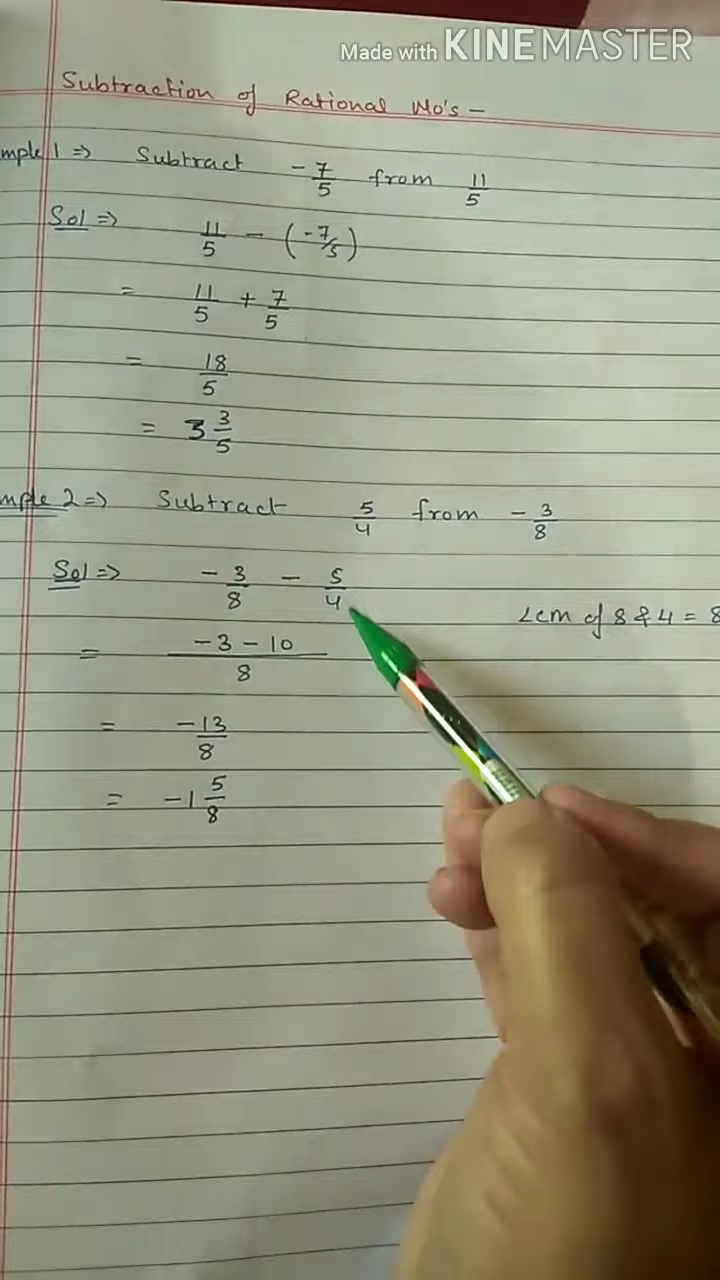 Made with KINEMASTER
Subtraction of Rational No's -
mple 1 => Subtract -7/5 from 11/5
Sol => 11/5 - (-7/5)
= 11/5 + 7/5
= 18/5
= 3 3/5
mple 2 => Subtract 5/4 from -3/8
Sol => -3/8 - 5/4
Lcm of 8 & 4 = 8
= -3-10/8
= -13/8
= -1 5/8